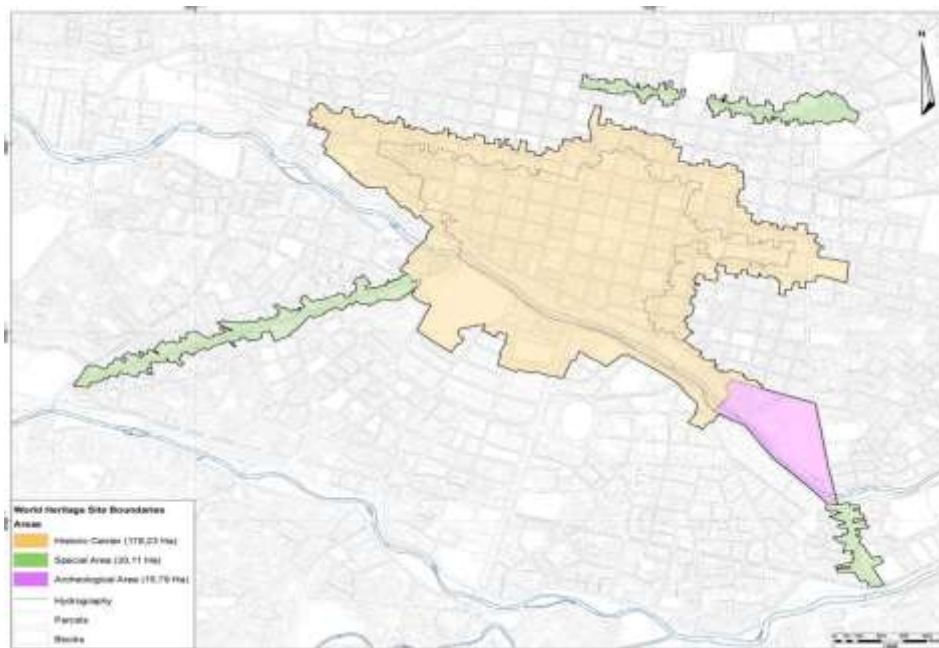 N
World Heritage Site Boundaries
Areas
Historic Center (178,23 Ha)
Special Area (30,11 Ha)
Archeological Area (15,79 Ha)
Hydrography
Parcels
Blocks